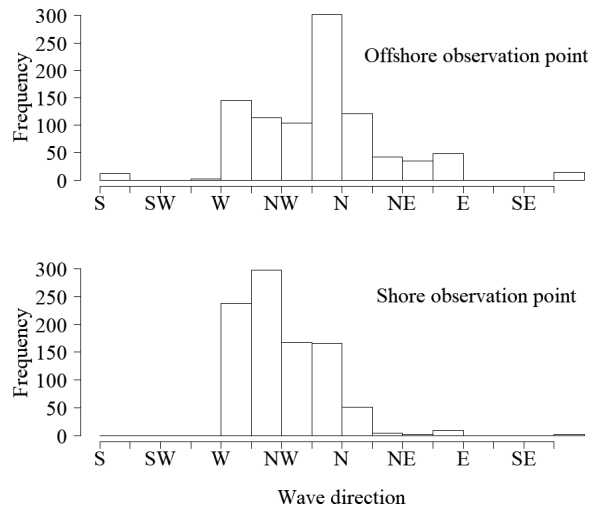 Frequency
300
250
200
150
100
50
0
Offshore observation point
S SW W NW N NE E SE
Frequency
300
250
200
150
100
50
0
Shore observation point
S SW W NW N NE E SE
Wave direction